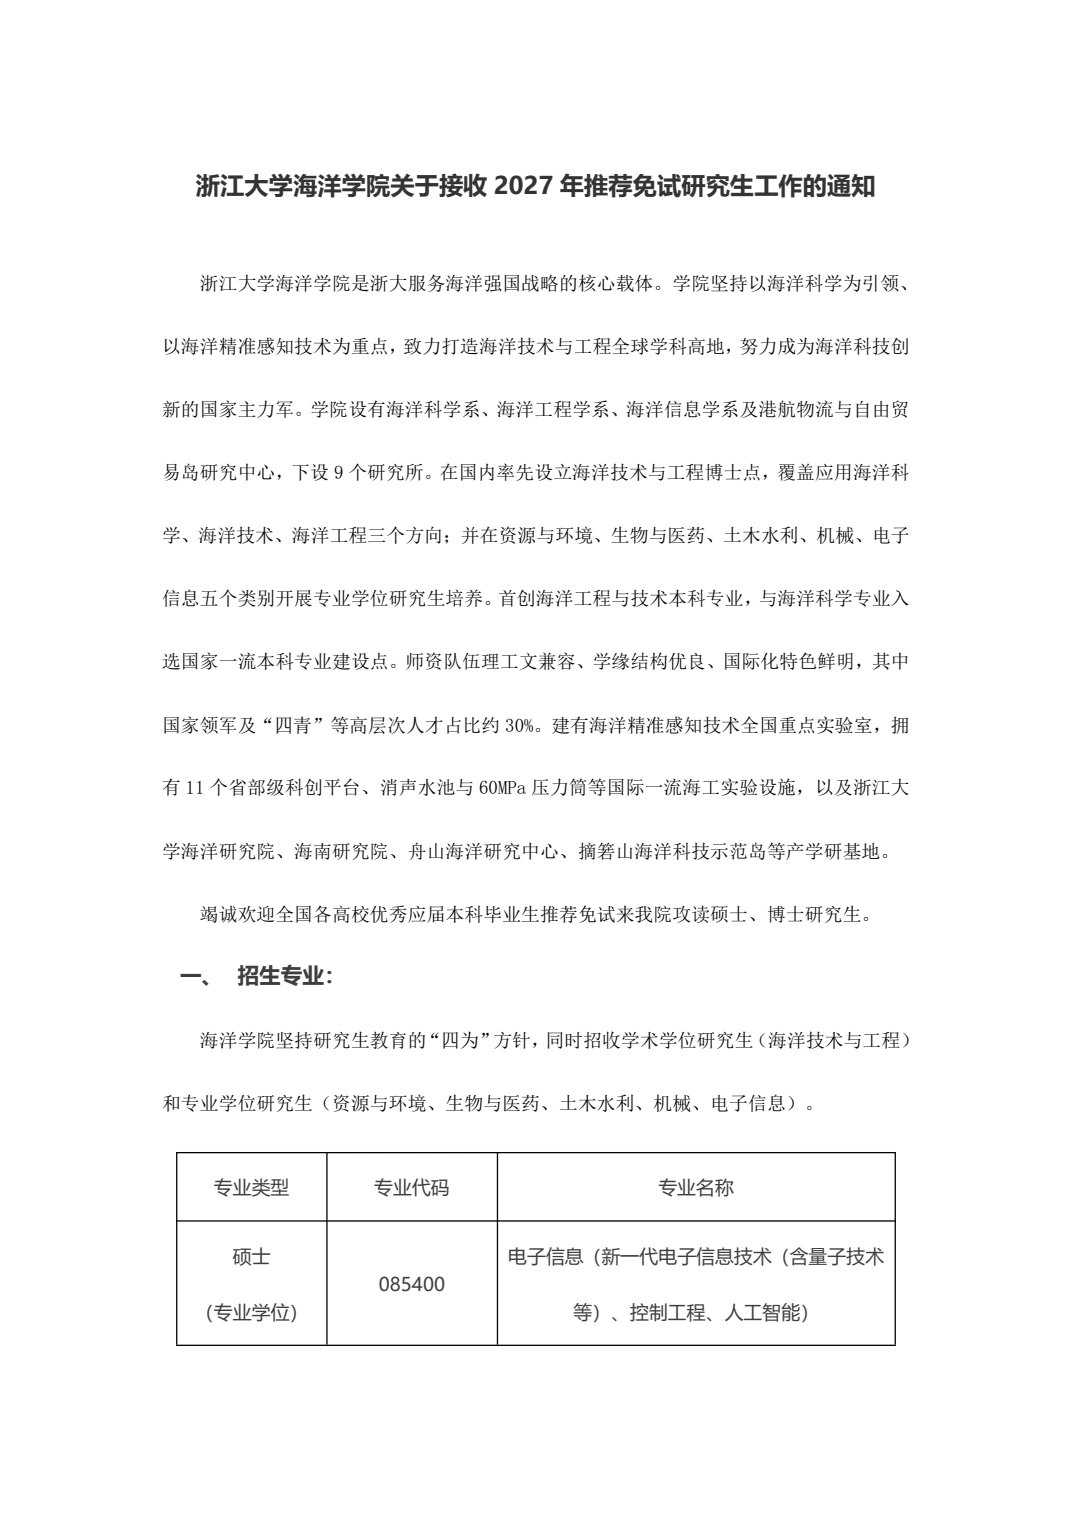 浙江大学海洋学院关于接收 2027 年推荐免试研究生工作的通知
浙江大学海洋学院是浙大服务海洋强国战略的核心载体。学院坚持以海洋科学为引领、
以海洋精准感知技术为重点，致力打造海洋技术与工程全球学科高地，努力成为海洋科技创
新的国家主力军。学院设有海洋科学系、海洋工程学系、海洋信息学系及港航物流与自由贸
易岛研究中心，下设 9 个研究所。在国内率先设立海洋技术与工程博士点，覆盖应用海洋科
学、海洋技术、海洋工程三个方向；并在资源与环境、生物与医药、土木水利、机械、电子
信息五个类别开展专业学位研究生培养。首创海洋工程与技术本科专业，与海洋科学专业入
选国家一流本科专业建设点。师资队伍理工文兼容、学缘结构优良、国际化特色鲜明，其中
国家领军及“四青”等高层次人才占比约 30%。建有海洋精准感知技术全国重点实验室，拥
有 11 个省部级科创平台、消声水池与 60MPa 压力筒等国际一流海工实验设施，以及浙江大
学海洋研究院、海南研究院、舟山海洋研究中心、摘箬山海洋科技示范岛等产学研基地。
竭诚欢迎全国各高校优秀应届本科毕业生推荐免试来我院攻读硕士、博士研究生。
一、 招生专业：
海洋学院坚持研究生教育的“四为”方针，同时招收学术学位研究生（海洋技术与工程）
和专业学位研究生（资源与环境、生物与医药、土木水利、机械、电子信息）。
专业类型 专业代码 专业名称
硕士
（专业学位）
085400
电子信息（新一代电子信息技术（含量子技术
等）、控制工程、人工智能）